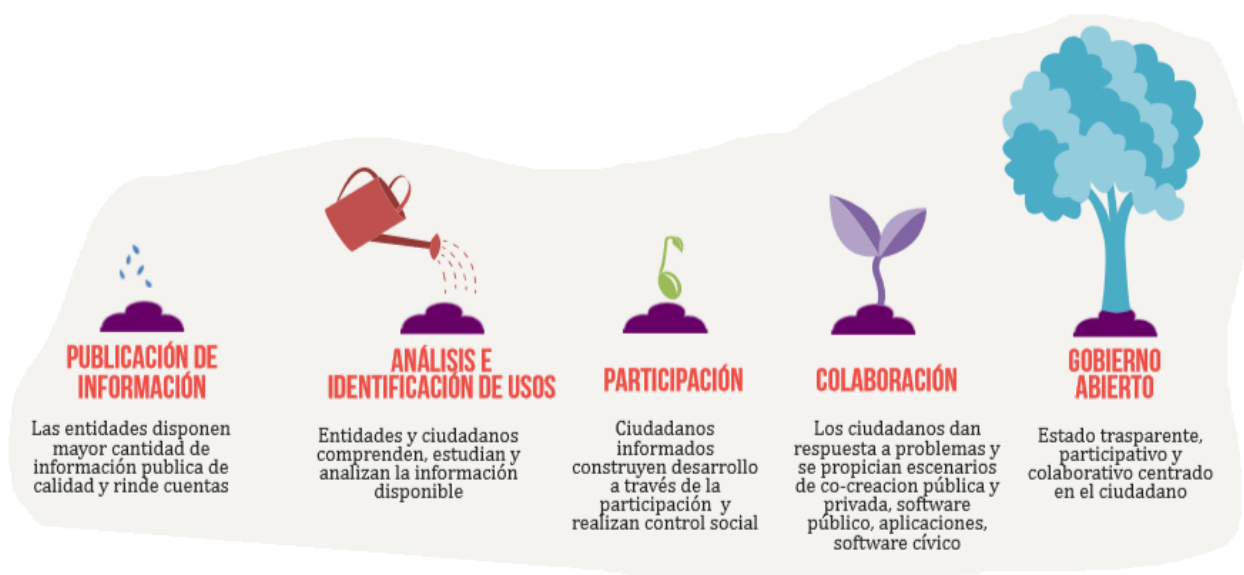 PUBLICACIÓN DE
INFORMACIÓN
Las entidades disponen
mayor cantidad de
información publica de
calidad y rinde cuentas
ANÁLISIS E
IDENTIFICACIÓN DE USOS
Entidades y ciudadanos
comprenden, estudian y
analizan la información
disponible
PARTICIPACIÓN
Ciudadanos
informados
construyen desarrollo
a través de la
participación y
realizan control social
COLABORACIÓN
Los ciudadanos dan
respuesta a problemas y
se propician escenarios
de co-creacion pública y
privada, software
público, aplicaciones,
software cívico
GOBIERNO
ABIERTO
Estado trasparente,
participativo y
colaborativo centrado
en el ciudadano